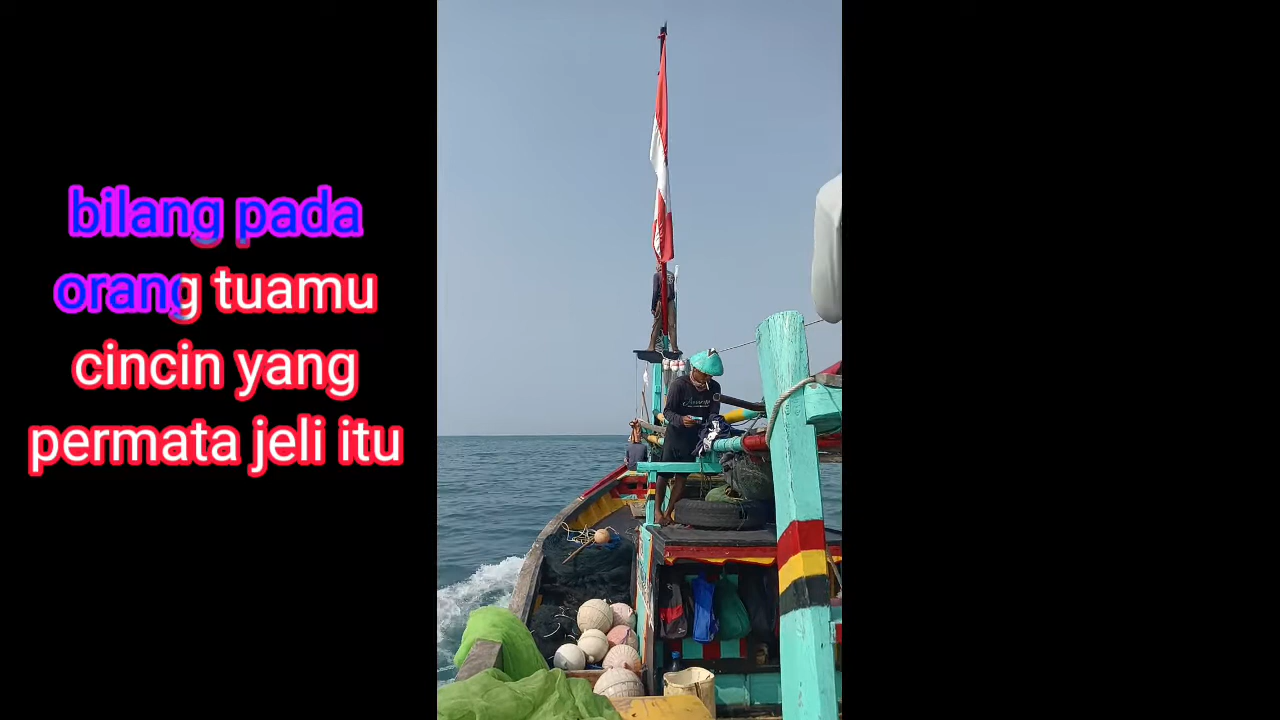 bilang pada
orang tuamu
cincin yang
permata jeli itu